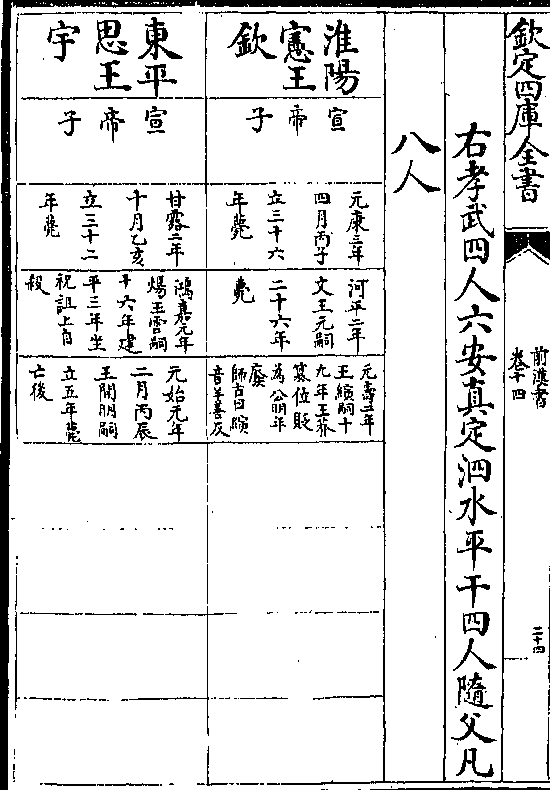 欽定四庫全書
前漢書
卷十四
二十四
右孝武四人六安真定泗水平干四人隨父凡
八人
淮陽
憲王
欽
宣
帝
子
元康三年
四月丙子
立三十六
年薨
河平二年
文王元嗣
二十六年
薨
元壽二年
王縯嗣十
九年王莽
簒位貶
為公明年
廢
師古曰縯
音羊善反
東平
思王
宇
宣
帝
子
甘露二年
十月乙亥
立三十二
年薨
鴻嘉元年
煬王雲嗣
十六年建
平三年坐
祝詛上自
殺
元始元年
二月丙辰
王開明嗣
立五年薨
亡後